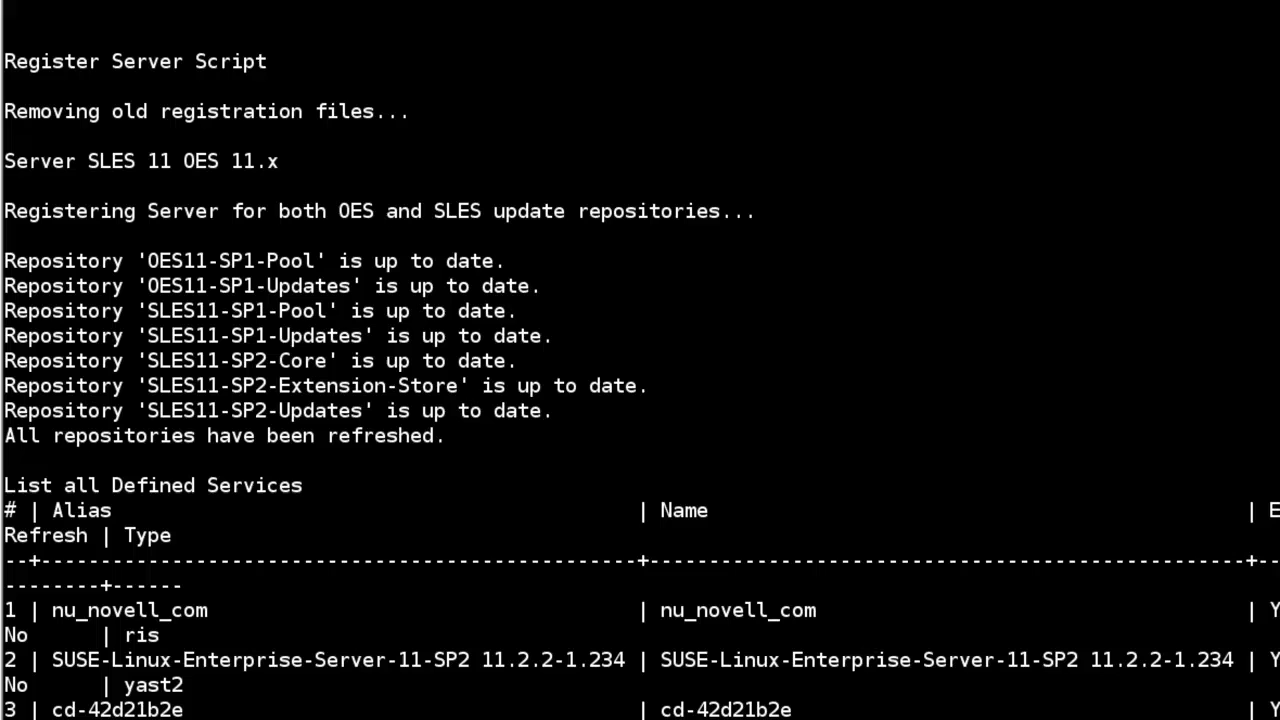 Register Server Script
Removing old registration files...
Server SLES 11 OES 11.x
Registering Server for both OES and SLES update repositories...
Repository 'OES11-SP1-Pool' is up to date.
Repository 'OES11-SP1-Updates' is up to date.
Repository 'SLES11-SP1-Pool' is up to date.
Repository 'SLES11-SP1-Updates' is up to date.
Repository 'SLES11-SP2-Core' is up to date.
Repository 'SLES11-SP2-Extension-Store' is up to date.
Repository 'SLES11-SP2-Updates' is up to date.
All repositories have been refreshed.
List all Defined Services
# | Alias | Name | E
Refresh | Type
--+--------------------------------------------------+--------------------------------------------------+--
--------+------
1 | nu_novell_com | nu_novell_com | Y
No | ris
2 | SUSE-Linux-Enterprise-Server-11-SP2 11.2.2-1.234 | SUSE-Linux-Enterprise-Server-11-SP2 11.2.2-1.234 | Y
No | yast2
3 | cd-42d21b2e | cd-42d21b2e | Y